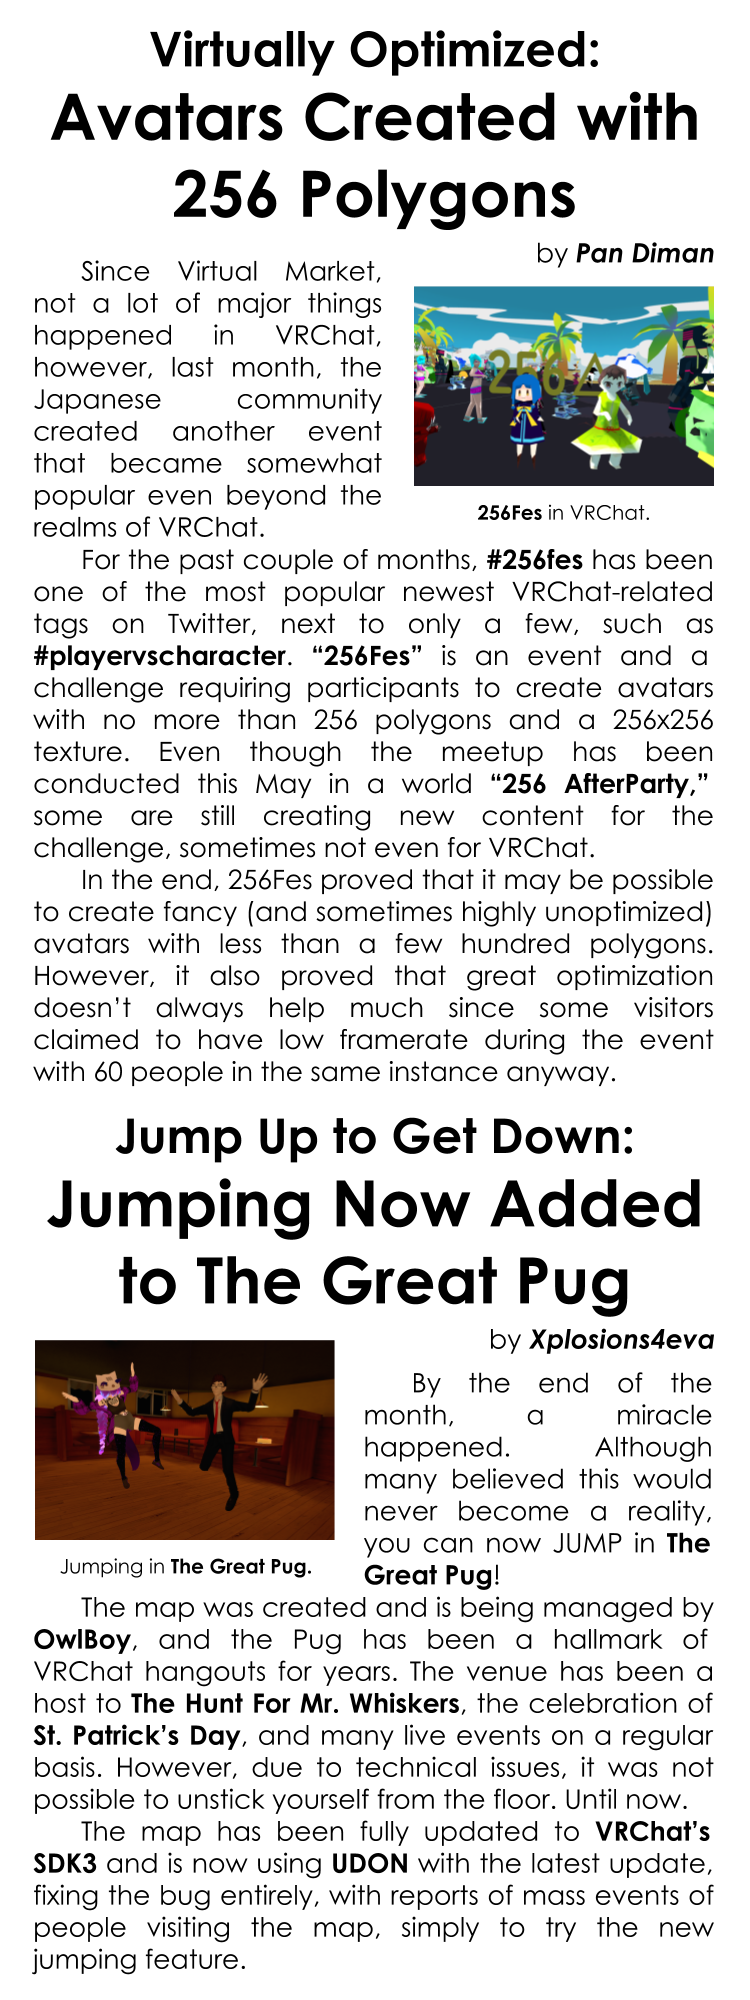 Virtually Optimized:
Avatars Created with
256 Polygons
by Pan Diman
Since Virtual Market,
not a lot of major things
happened in VRChat,
however, last month, the
Japanese community
created another event
that became somewhat
popular even beyond the
realms of VRChat.
256
256Fes in VRChat.
For the past couple of months, #256fes has been
one of the most popular newest VRChat-related
tags on Twitter, next to only a few, such as
#playervscharacter. “256Fes” is an event and a
challenge requiring participants to create avatars
with no more than 256 polygons and a 256x256
texture. Even though the meetup has been
conducted this May in a world “256 AfterParty,”
some are still creating new content for the
challenge, sometimes not even for VRChat.
In the end, 256Fes proved that it may be possible
to create fancy (and sometimes highly unoptimized)
avatars with less than a few hundred polygons.
However, it also proved that great optimization
doesn’t always help much since some visitors
claimed to have low framerate during the event
with 60 people in the same instance anyway.
Jump Up to Get Down:
Jumping Now Added
to The Great Pug
by Xplosions4eva
Jumping in The Great Pug.
By the end of the
month, a miracle
happened. Although
many believed this would
never become a reality,
you can now JUMP in The
Great Pug!
The map was created and is being managed by
OwlBoy, and the Pug has been a hallmark of
VRChat hangouts for years. The venue has been a
host to The Hunt For Mr. Whiskers, the celebration of
St. Patrick’s Day, and many live events on a regular
basis. However, due to technical issues, it was not
possible to unstick yourself from the floor. Until now.
The map has been fully updated to VRChat’s
SDK3 and is now using UDON with the latest update,
fixing the bug entirely, with reports of mass events of
people visiting the map, simply to try the new
jumping feature.